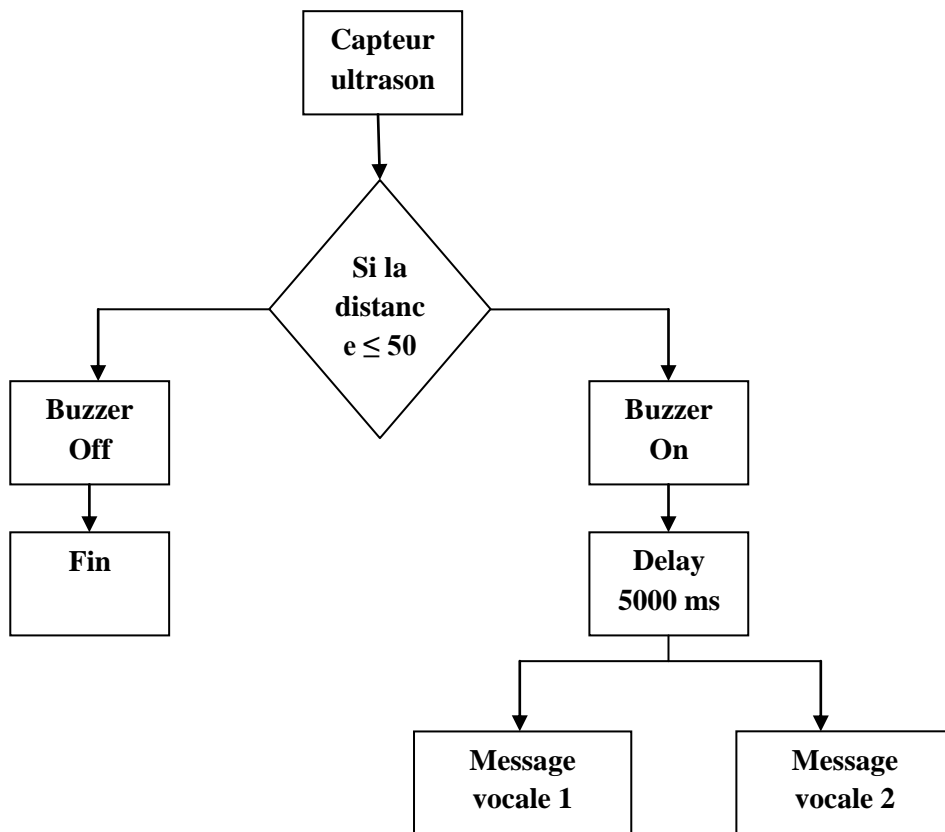 Capteur
ultrason
Si la
distanc
e ≤ 50
Buzzer
Off
Buzzer
On
Fin
Delay
5000 ms
Message
vocale 1
Message
vocale 2